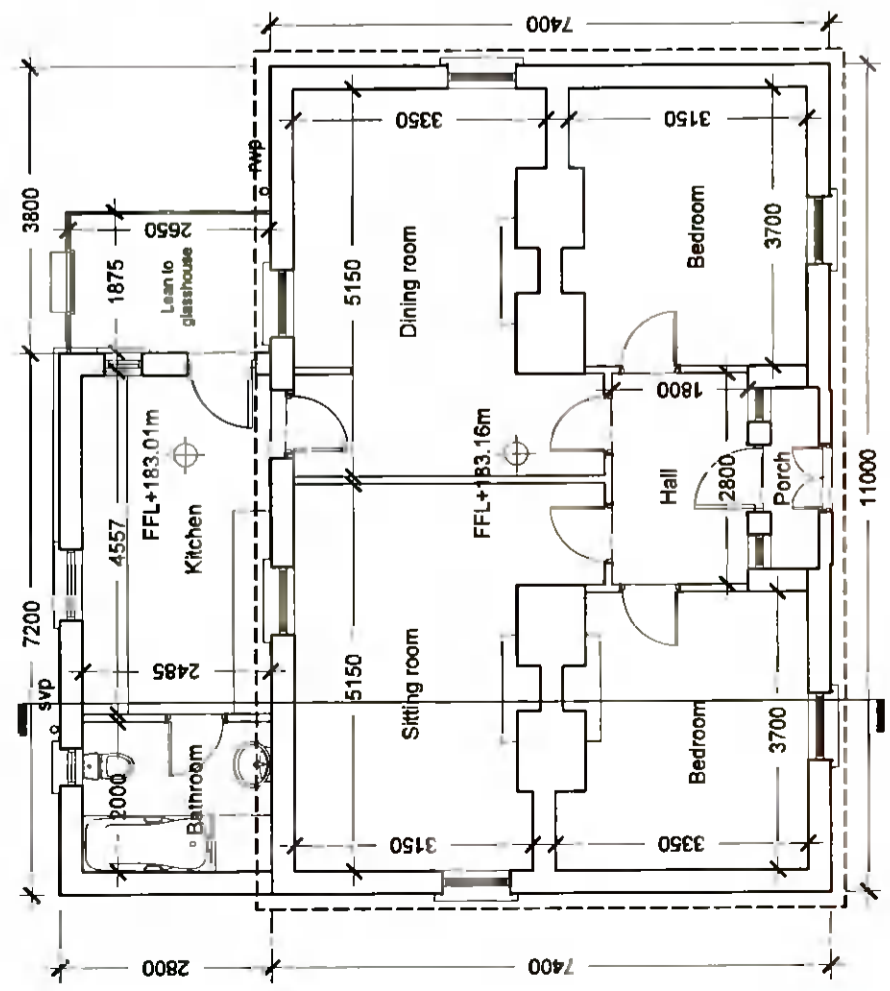 7400
3800
rwp
2650
1875
Lean to
glasshouse
3350
3150
5150
Dining room
Bedroom
3700
FFL+183.01m
4557
Kitchen
7200
2485
svp
2000
Bathroom
FFL+183.16m
1800
Hall
2800
Porch
11000
5150
Sitting room
Bedroom
3700
3150
3350
2800
7400